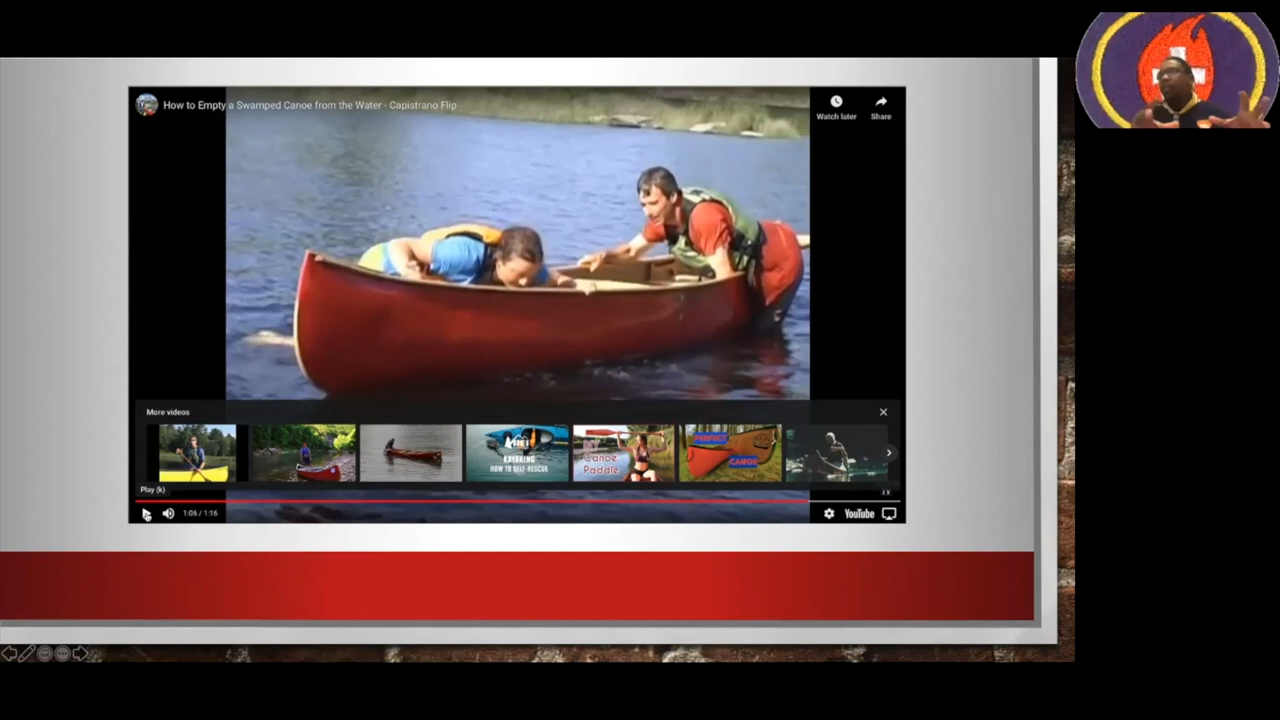 How to Empty a Swamped Canoe from the Water - Capistrano Flip
Watch later
Share
More videos
KAYAKING
HOW TO SELF-RESCUE
Canoe
Paddle
PERFECT
CANOE
Play (k)
1:06 / 1:16
YouTube